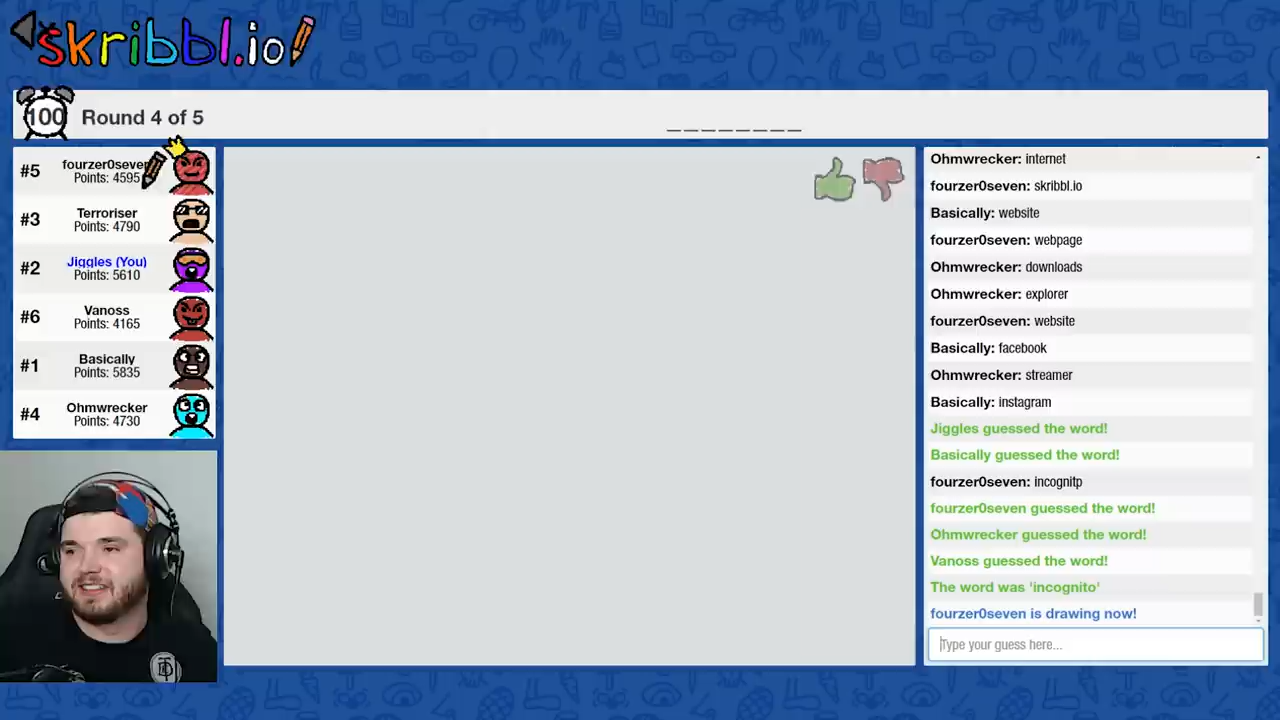 skribbl.io
100
Round 4 of 5
________
#5 fourzer0seven
Points: 4595
#3 Terroriser
Points: 4790
#2 Jiggles (You)
Points: 5610
#6 Vanoss
Points: 4165
#1 Basically
Points: 5835
#4 Ohmwrecker
Points: 4730
Ohmwrecker: internet
fourzer0seven: skribbl.io
Basically: website
fourzer0seven: webpage
Ohmwrecker: downloads
Ohmwrecker: explorer
fourzer0seven: website
Basically: facebook
Ohmwrecker: streamer
Basically: instagram
Jiggles guessed the word!
Basically guessed the word!
fourzer0seven: incognitp
fourzer0seven guessed the word!
Ohmwrecker guessed the word!
Vanoss guessed the word!
The word was 'incognito'
fourzer0seven is drawing now!
Type your guess here...